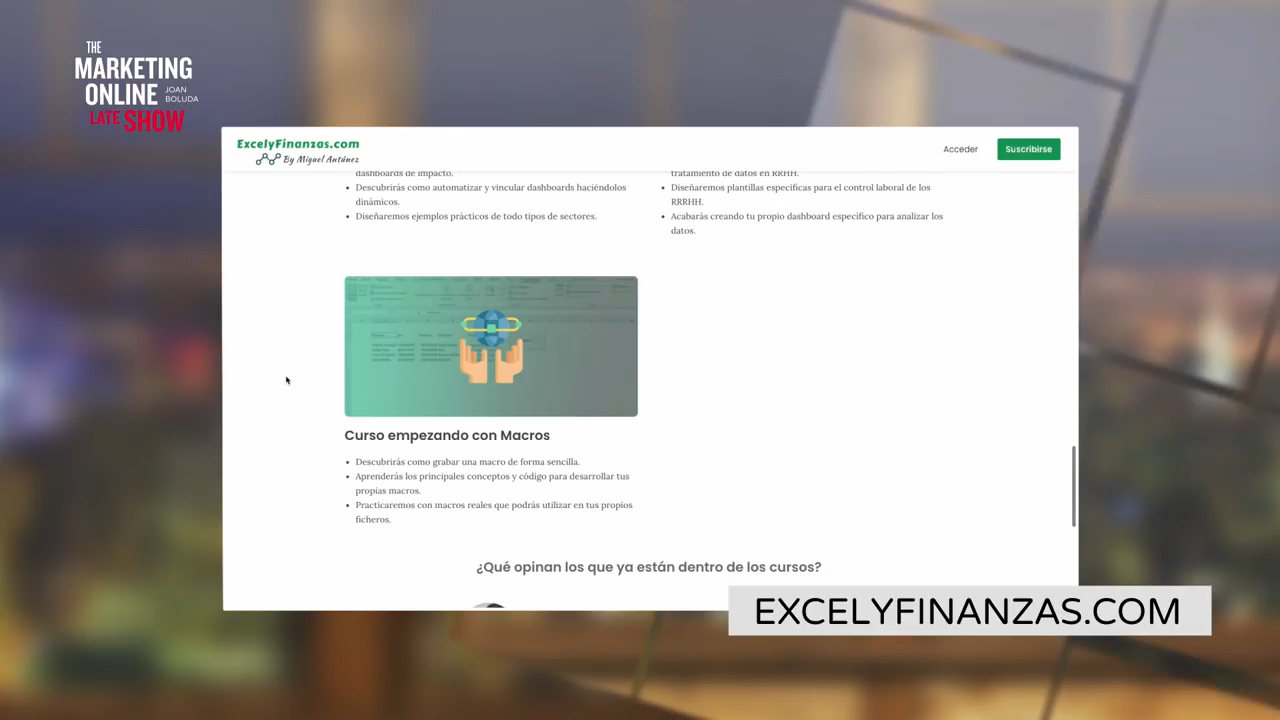 THE
MARKETING
ONLINE JOAN BOLUDA
LATE SHOW
ExcelyFinanzas.com
By Miguel Antúnez
Acceder
Suscribirse
dashboards de impacto.
Descubrirás como automatizar y vincular dashboards haciéndolos
dinámicos.
Diseñaremos ejemplos prácticos de todo tipos de sectores.
tratamiento de datos en RRHH.
Diseñaremos plantillas específicas para el control laboral de los
RRRHH.
Acabarás creando tu propio dashboard específico para analizar los
datos.
Curso empezando con Macros
Descubrirás como grabar una macro de forma sencilla.
Aprenderás los principales conceptos y código para desarrollar tus
propias macros.
Practicaremos con macros reales que podrás utilizar en tus propios
ficheros.
¿Qué opinan los que ya están dentro de los cursos?
EXCELYFINANZAS.COM